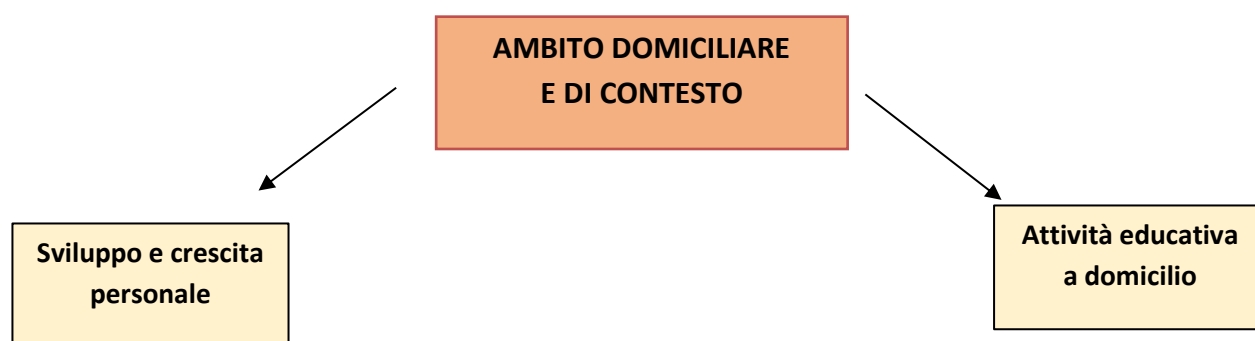 AMBITO DOMICILIARE
E DI CONTESTO
Sviluppo e crescita
personale
Attività educativa
a domicilio